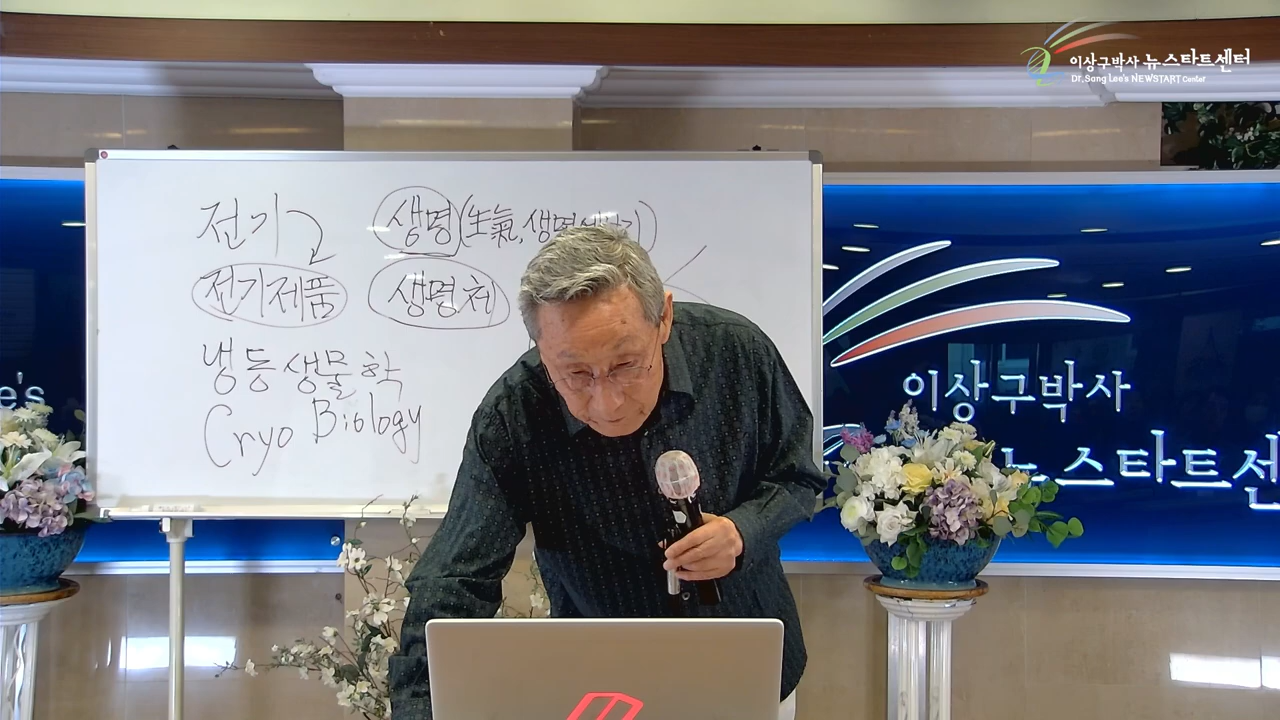 이상구박사 뉴스타트센터
Dr. Sang Lee's NEWSTART Center
전기 생명(生氣, 생명
전기제품 생명체
냉동생물학
Cryo Biology
e's
이상구박사
뉴스타트센